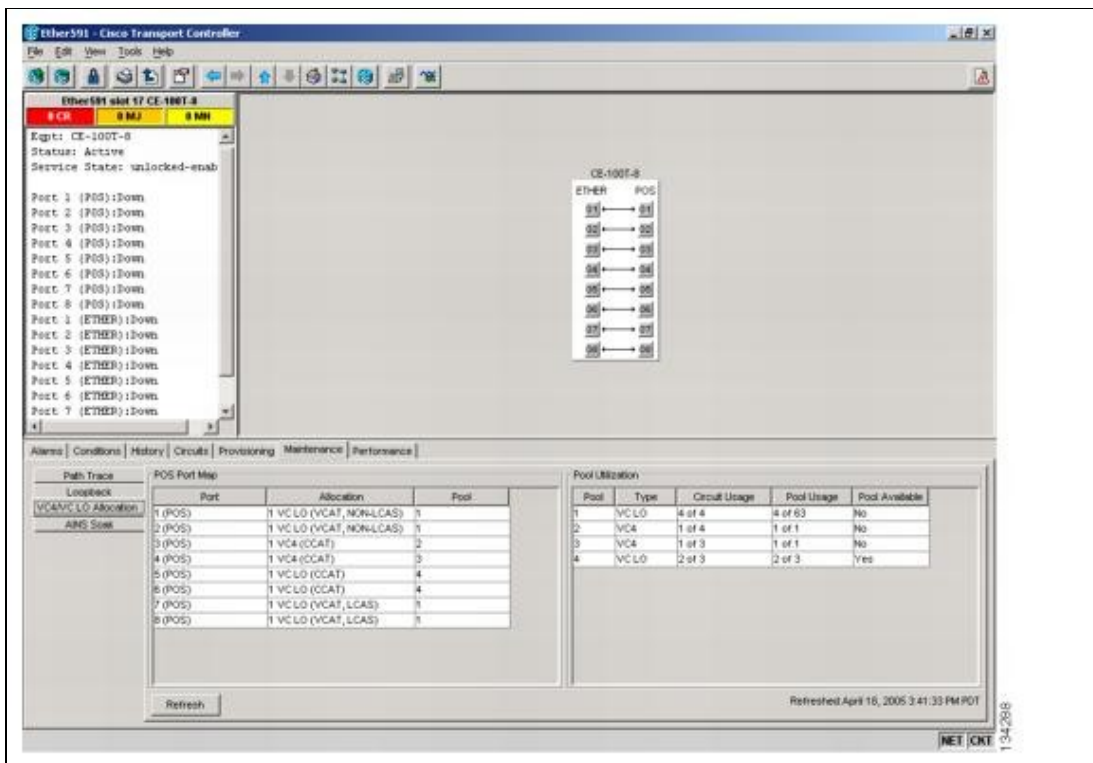 Ether591 - Cisco Transport Controller
File Edit View Tools Help
Ether591 slot 17 CE-100T-8
0 CR 0 MJ 0 MN
Eqpt: CE-100T-8
Status: Active
Service State: unlocked-enab
Port 1 (POS):Down
Port 2 (POS):Down
Port 3 (POS):Down
Port 4 (POS):Down
Port 5 (POS):Down
Port 6 (POS):Down
Port 7 (POS):Down
Port 8 (POS):Down
Port 1 (ETHER):Down
Port 2 (ETHER):Down
Port 3 (ETHER):Down
Port 4 (ETHER):Down
Port 5 (ETHER):Down
Port 6 (ETHER):Down
Port 7 (ETHER):Down
CE-100T-8
ETHER POS
01 01
02 02
03 03
04 04
05 05
06 06
07 07
08 08
Alarms Conditions History Circuits Provisioning Maintenance Performance
Path Trace
Loopback
VC4/VC LO Allocation
AINS Soak
POS Port Map
Port Allocation Pool
1 (POS) 1 VC LO (VCAT, NON-LCAS) 1
2 (POS) 1 VC LO (VCAT, NON-LCAS) 1
3 (POS) 1 VC4 (CCAT) 2
4 (POS) 1 VC4 (CCAT) 3
5 (POS) 1 VC LO (CCAT) 4
6 (POS) 1 VC LO (CCAT) 4
7 (POS) 1 VC LO (VCAT, LCAS) 1
8 (POS) 1 VC LO (VCAT, LCAS) 1
Refresh
Pool Utilization
Pool Type Circuit Usage Pool Usage Pool Available
1 VC LO 4 of 4 4 of 63 No
2 VC4 1 of 4 1 of 1 No
3 VC4 1 of 3 1 of 1 No
4 VC LO 2 of 3 2 of 3 Yes
Refreshed April 16, 2005 3:41:33 PM PDT
NET CKT
134288